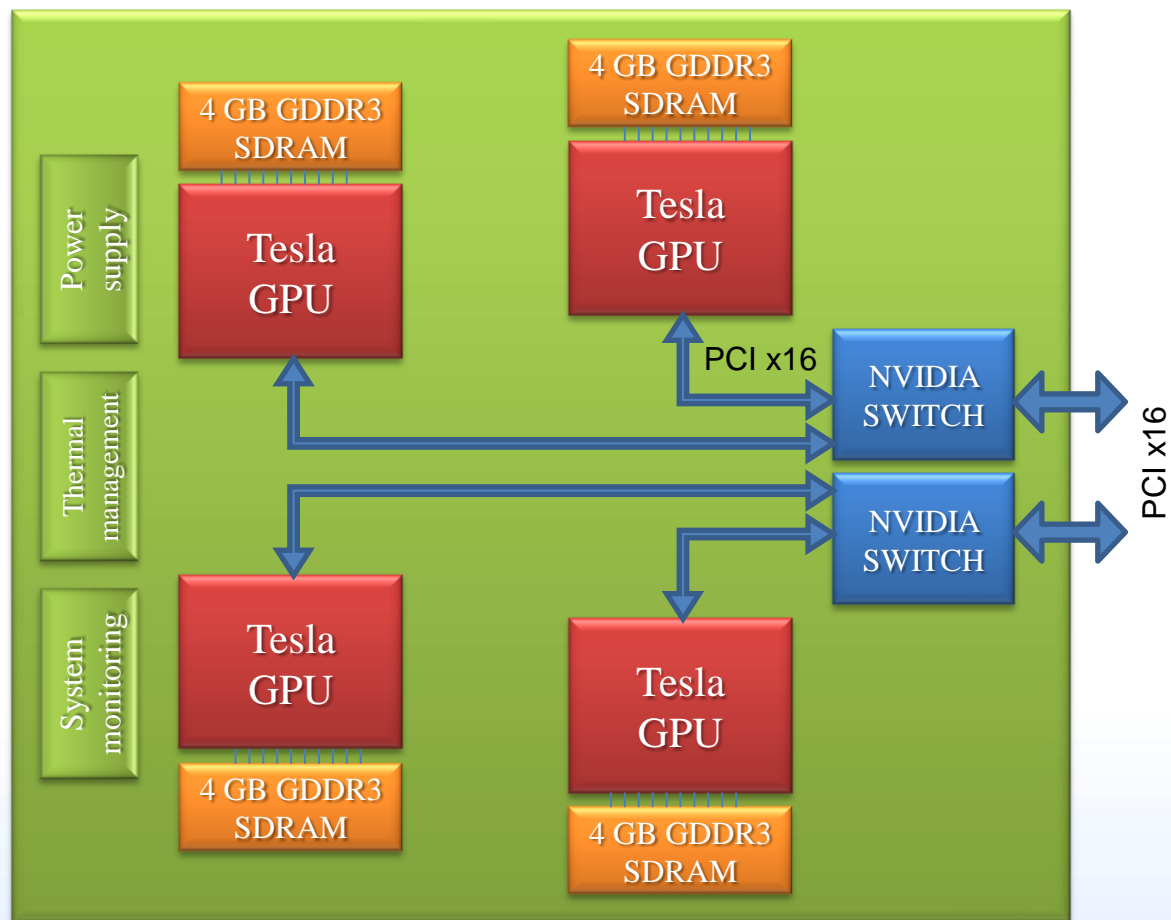 4 GB GDDR3
SDRAM
4 GB GDDR3
SDRAM
Power
supply
Tesla
GPU
Tesla
GPU
PCI x16
NVIDIA
SWITCH
Thermal
management
PCI x16
NVIDIA
SWITCH
System
monitoring
Tesla
GPU
Tesla
GPU
4 GB GDDR3
SDRAM
4 GB GDDR3
SDRAM